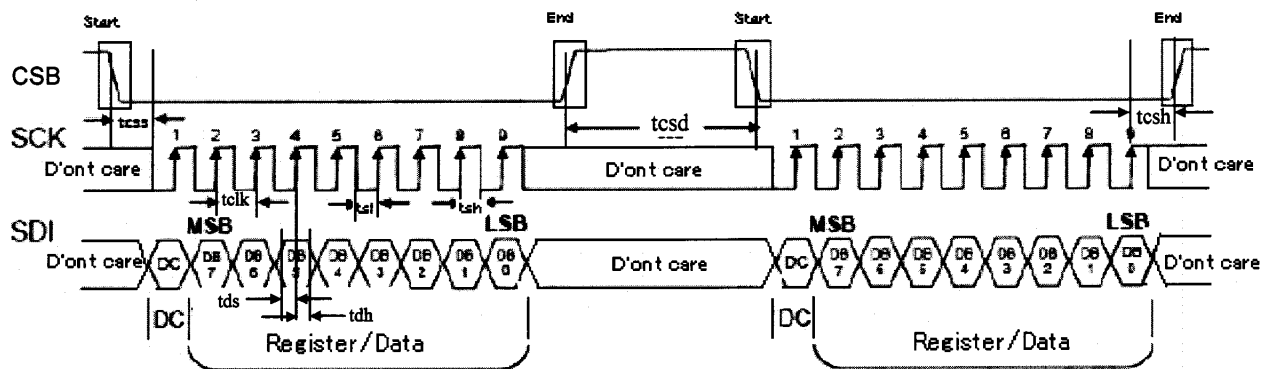 Start End Start End
CSB
tcss tcsd tcsh
SCK 1 2 3 4 5 6 7 8 9 1 2 3 4 5 6 7 8 9
D'ont care D'ont care D'ont care
tclk tsl tsh
MSB LSB MSB LSB
SDI
D'ont care DC DB 7 DB 6 DB 5 DB 4 DB 3 DB 2 DB 1 DB 0 D'ont care DC DB 7 DB 6 DB 5 DB 4 DB 3 DB 2 DB 1 DB 0 D'ont care
tds tdh
DC DC
Register/Data Register/Data